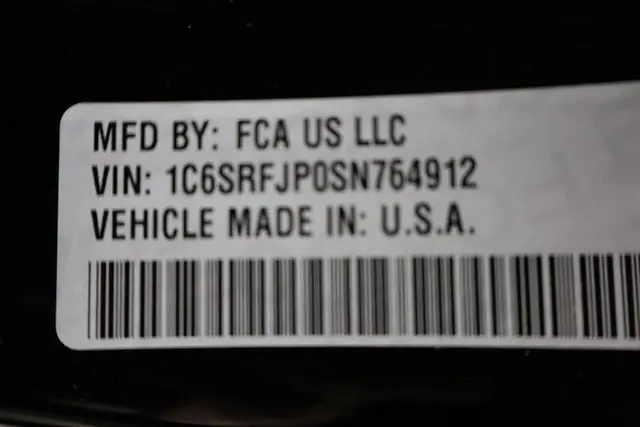 MFD BY: FCA US LLC
VIN: 1C6SRFJP0SN764912
VEHICLE MADE IN: U.S.A.